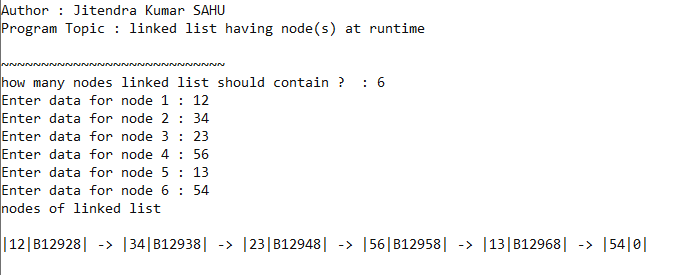 Author : Jitendra Kumar SAHU
Program Topic : linked list having node(s) at runtime
~~~~~~~~~~~~~~~~~~~~~~~~~~~~
how many nodes linked list should contain ?  : 6
Enter data for node 1 : 12
Enter data for node 2 : 34
Enter data for node 3 : 23
Enter data for node 4 : 56
Enter data for node 5 : 13
Enter data for node 6 : 54
nodes of linked list
|12|B12928| -> |34|B12938| -> |23|B12948| -> |56|B12958| -> |13|B12968| -> |54|0|